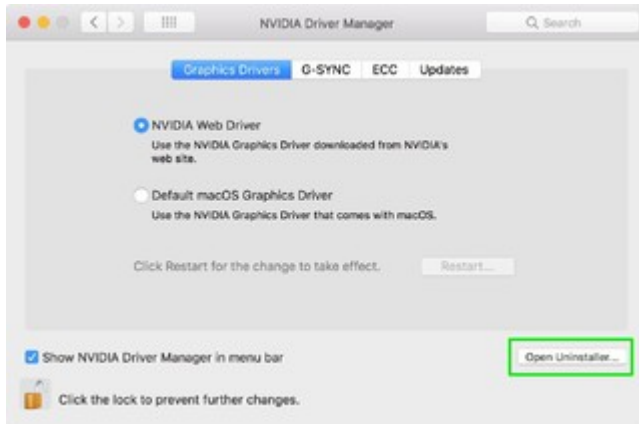 NVIDIA Driver Manager
Search
Graphics Drivers
G-SYNC
ECC
Updates
NVIDIA Web Driver
Use the NVIDIA Graphics Driver downloaded from NVIDIA's
web site.
Default macOS Graphics Driver
Use the NVIDIA Graphics Driver that comes with macOS.
Click Restart for the change to take effect.
Restart...
Show NVIDIA Driver Manager in menu bar
Open Uninstaller...
Click the lock to prevent further changes.